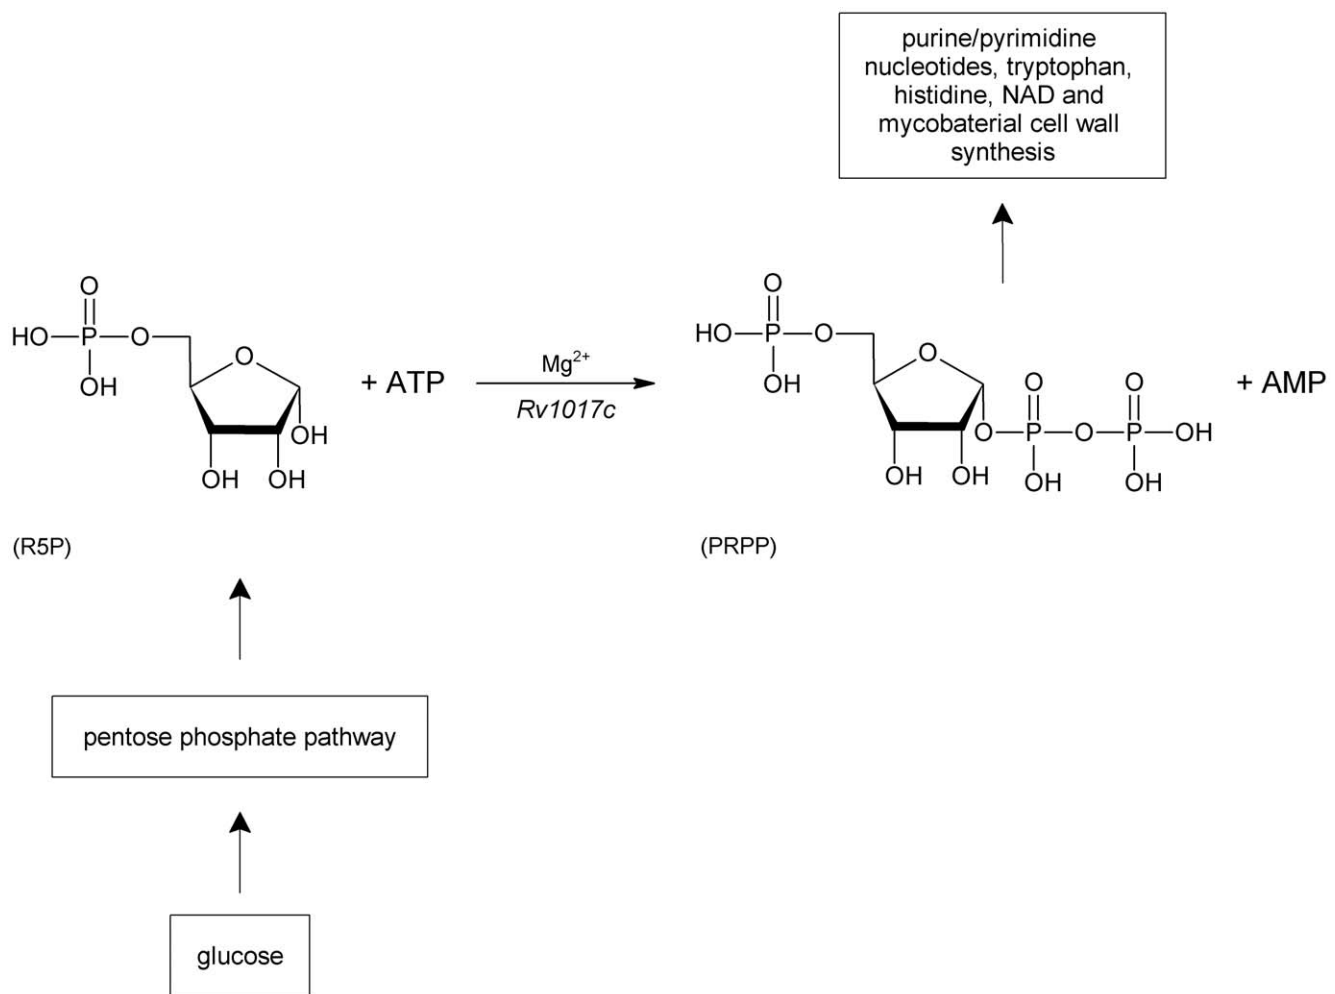 purine/pyrimidine
nucleotides, tryptophan,
histidine, NAD and
mycobaterial cell wall
synthesis
O
HO P O
OH
O
OH
OH OH
(R5P)
+ ATP
Mg2+
Rv1017c
O
HO P O
OH
O
O P O P OH
O O
OH OH
OH OH
(PRPP)
+ AMP
pentose phosphate pathway
glucose